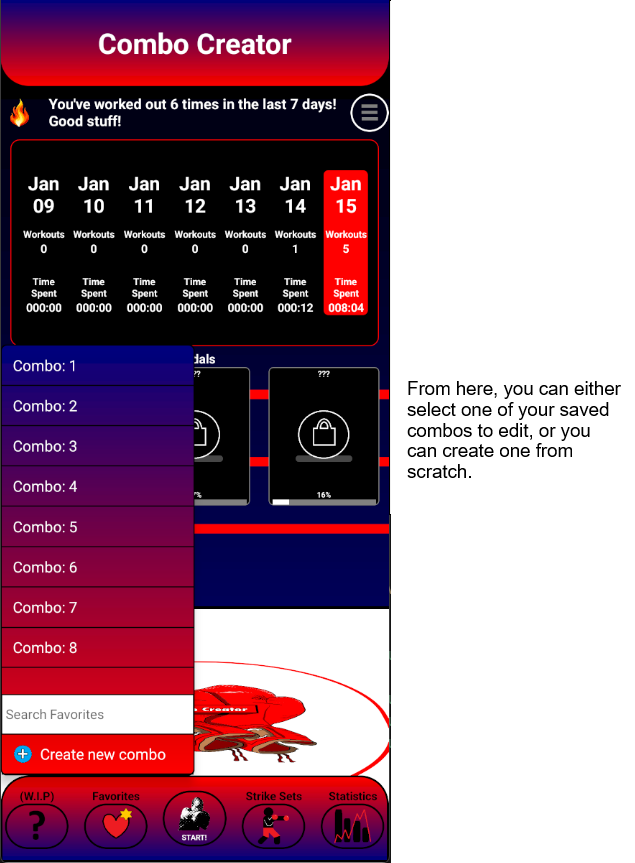 Combo Creator
You've worked out 6 times in the last 7 days!
Good stuff!
Jan Jan Jan Jan Jan Jan Jan
09 10 11 12 13 14 15
Workouts Workouts Workouts Workouts Workouts Workouts Workouts
0 0 0 0 0 1 5
Time Time Time Time Time Time Time
Spent Spent Spent Spent Spent Spent Spent
000:00 000:00 000:00 000:00 000:00 000:12 008:04
dals
??
???
%
16%
Combo: 1
Combo: 2
Combo: 3
Combo: 4
Combo: 5
Combo: 6
Combo: 7
Combo: 8
Search Favorites
Create new combo
Creator
(W.I.P) Favorites Strike Sets Statistics
?
START!
From here, you can either
select one of your saved
combos to edit, or you
can create one from
scratch.